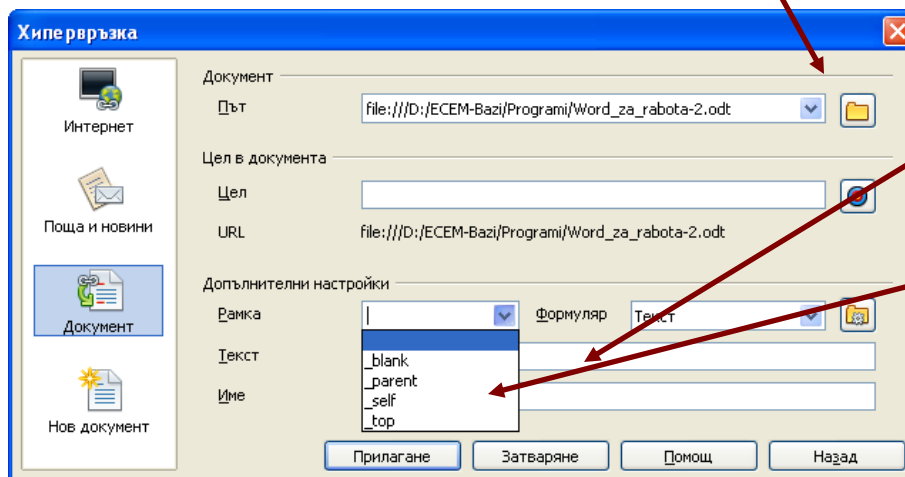 Хипервръзка
Интернет
Поща и новини
Документ
Нов документ
Документ
Път file:///D:/ECEM-Bazi/Programi/Word_za_rabota-2.odt
Цел в документа
Цел
URL file:///D:/ECEM-Bazi/Programi/Word_za_rabota-2.odt
Допълнителни настройки
Рамка Формуляр Текст
Текст
Име
_blank
_parent
_self
_top
Прилагане Затваряне Помощ Назад